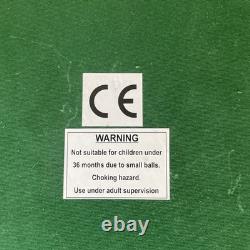 CE
WARNING
Not suitable for children under
36 months due to small balls.
Choking hazard.
Use under adult supervision
ebay